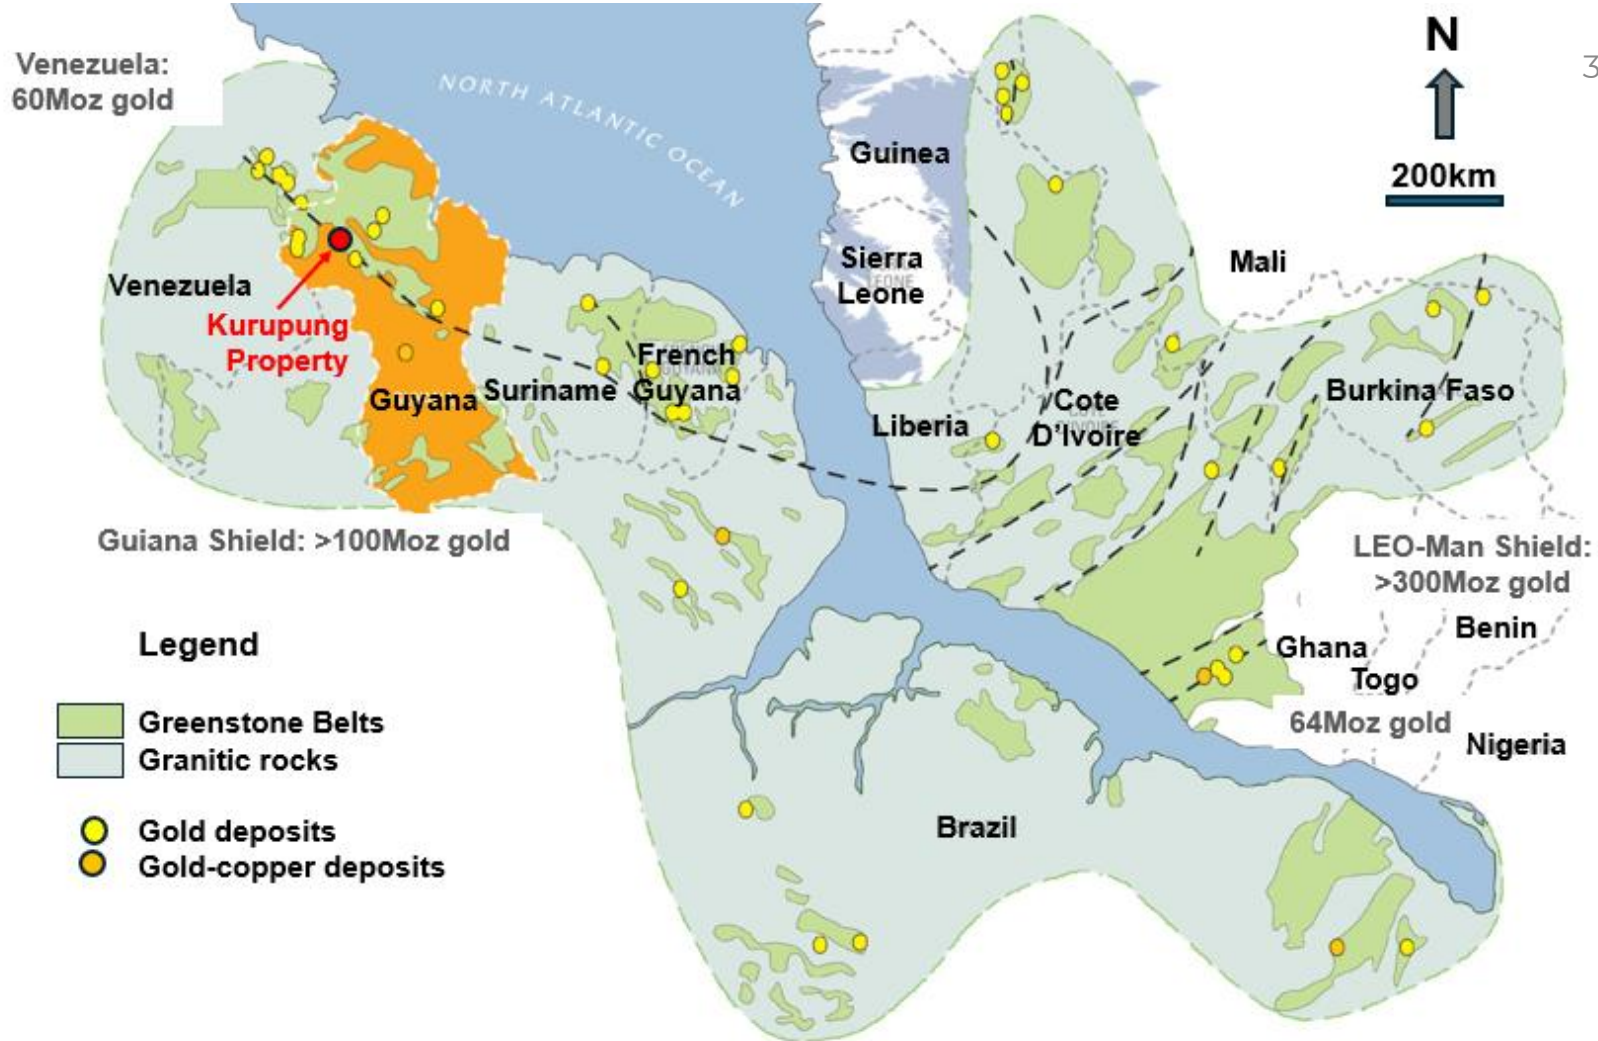 Venezuela:
60Moz gold
NORTH ATLANTIC OCEAN
N
3
200km
Guinea
Sierra
Leone
LEONE
Mali
Venezuela
Kurupung
Property
Guyana
Suriname
French
Guyana
GUYANA
Liberia
Cote
D'Ivoire
Burkina Faso
Guiana Shield: >100Moz gold
LEO-Man Shield:
>300Moz gold
Benin
Ghana
Togo
64Moz gold
Nigeria
Brazil
Legend
Greenstone Belts
Granitic rocks
Gold deposits
Gold-copper deposits